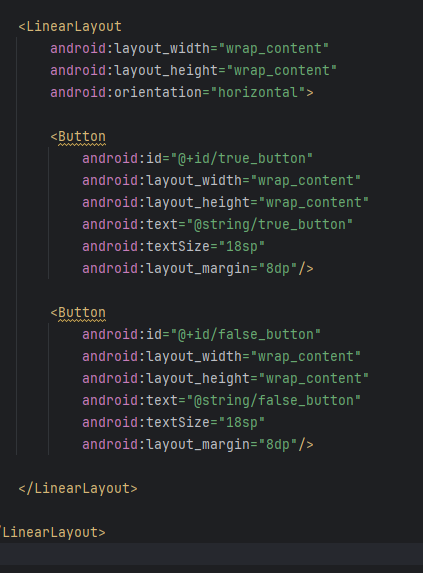 <LinearLayout
android:layout_width="wrap_content"
android:layout_height="wrap_content"
android:orientation="horizontal">
<Button
android:id="@+id/true_button"
android:layout_width="wrap_content"
android:layout_height="wrap_content"
android:text="@string/true_button"
android:textSize="18sp"
android:layout_margin="8dp"/>
<Button
android:id="@+id/false_button"
android:layout_width="wrap_content"
android:layout_height="wrap_content"
android:text="@string/false_button"
android:textSize="18sp"
android:layout_margin="8dp"/>
</LinearLayout>
/LinearLayout>